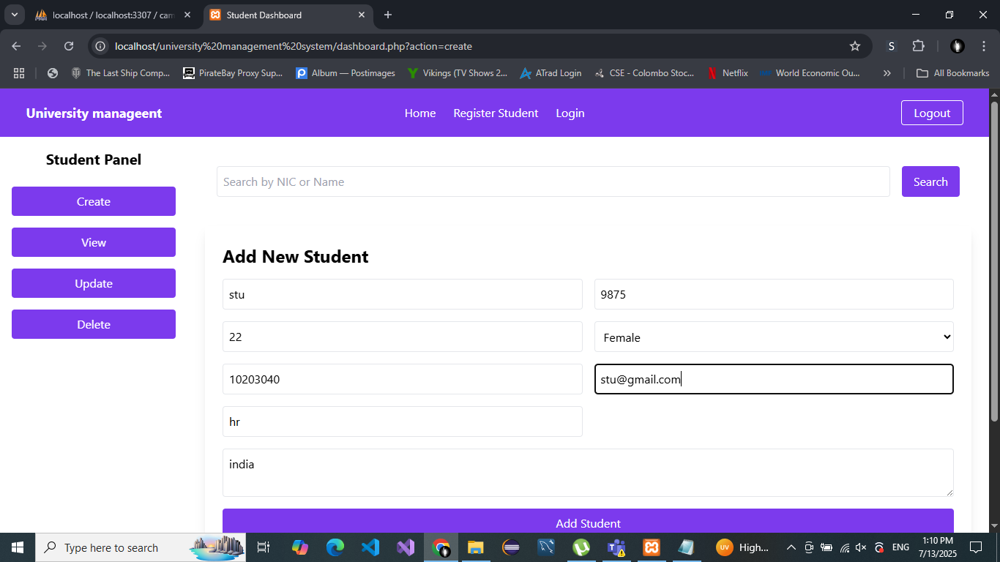 localhost / localhost:3307 / cam
Student Dashboard
localhost/university%20management%20system/dashboard.php?action=create
S
The Last Ship Comp...
PirateBay Proxy Sup...
Album — Postimages
Vikings (TV Shows 2...
ATrad Login
CSE - Colombo Stoc...
Netflix
World Economic Ou...
All Bookmarks
University manageent
Home
Register Student
Login
Logout
Student Panel
Search by NIC or Name
Search
Create
View
Update
Delete
Add New Student
stu
9875
22
Female
10203040
stu@gmail.com
hr
india
Add Student
Type here to search
UV
High...
ENG
1:10 PM
7/13/2025